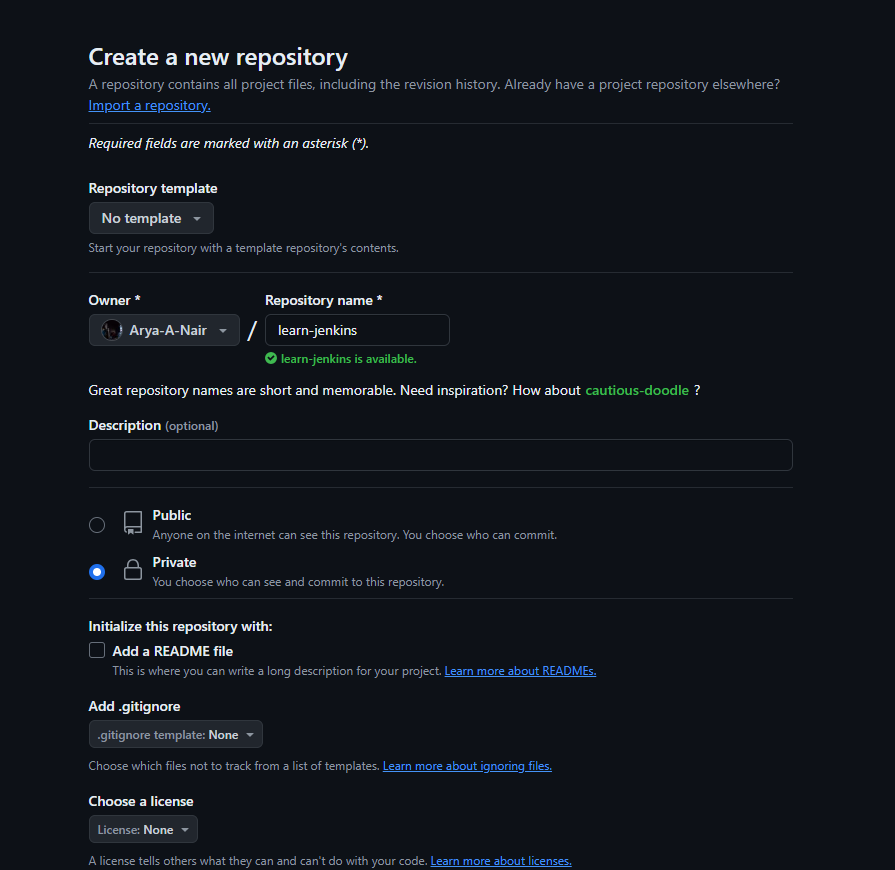 Create a new repository
A repository contains all project files, including the revision history. Already have a project repository elsewhere?
Import a repository.
Required fields are marked with an asterisk (*).
Repository template
No template
Start your repository with a template repository's contents.
Owner *
Repository name *
Arya-A-Nair
/
learn-jenkins
learn-jenkins is available.
Great repository names are short and memorable. Need inspiration? How about cautious-doodle ?
Description (optional)
Public
Anyone on the internet can see this repository. You choose who can commit.
Private
You choose who can see and commit to this repository.
Initialize this repository with:
Add a README file
This is where you can write a long description for your project. Learn more about READMEs.
Add .gitignore
.gitignore template: None
Choose which files not to track from a list of templates. Learn more about ignoring files.
Choose a license
License: None
A license tells others what they can and can't do with your code. Learn more about licenses.